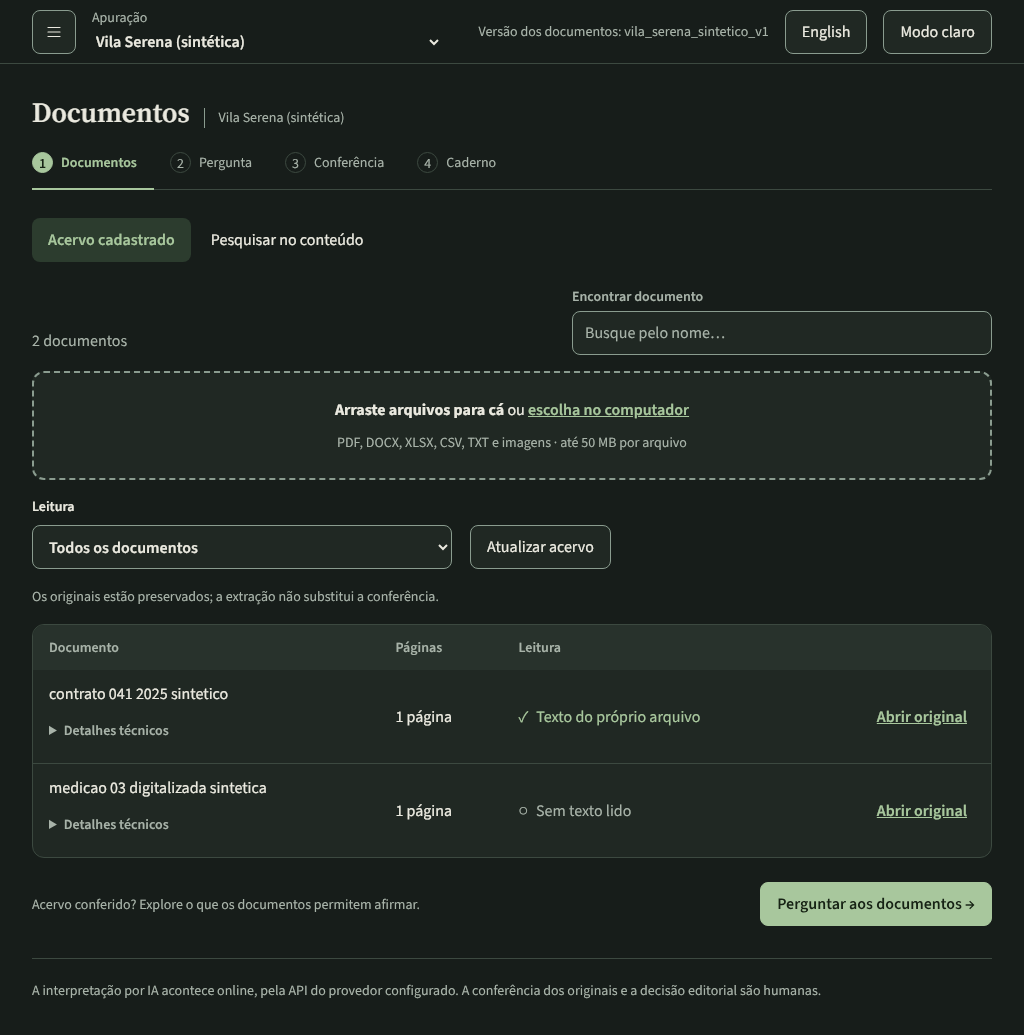 Apuração
Vila Serena (sintética)
Versão dos documentos: vila_serena_sintetico_v1
English
Modo claro
Documentos
Vila Serena (sintética)
1 Documentos
2 Pergunta
3 Conferência
4 Caderno
Acervo cadastrado
Pesquisar no conteúdo
Encontrar documento
2 documentos
Busque pelo nome…
Arraste arquivos para cá ou escolha no computador
PDF, DOCX, XLSX, CSV, TXT e imagens · até 50 MB por arquivo
Leitura
Todos os documentos
Atualizar acervo
Os originais estão preservados; a extração não substitui a conferência.
Documento Páginas Leitura
contrato 041 2025 sintetico
Detalhes técnicos
1 página
✓ Texto do próprio arquivo
Abrir original
medicao 03 digitalizada sintetica
Detalhes técnicos
1 página
○ Sem texto lido
Abrir original
Acervo conferido? Explore o que os documentos permitem afirmar.
Perguntar aos documentos →
A interpretação por IA acontece online, pela API do provedor configurado. A conferência dos originais e a decisão editorial são humanas.